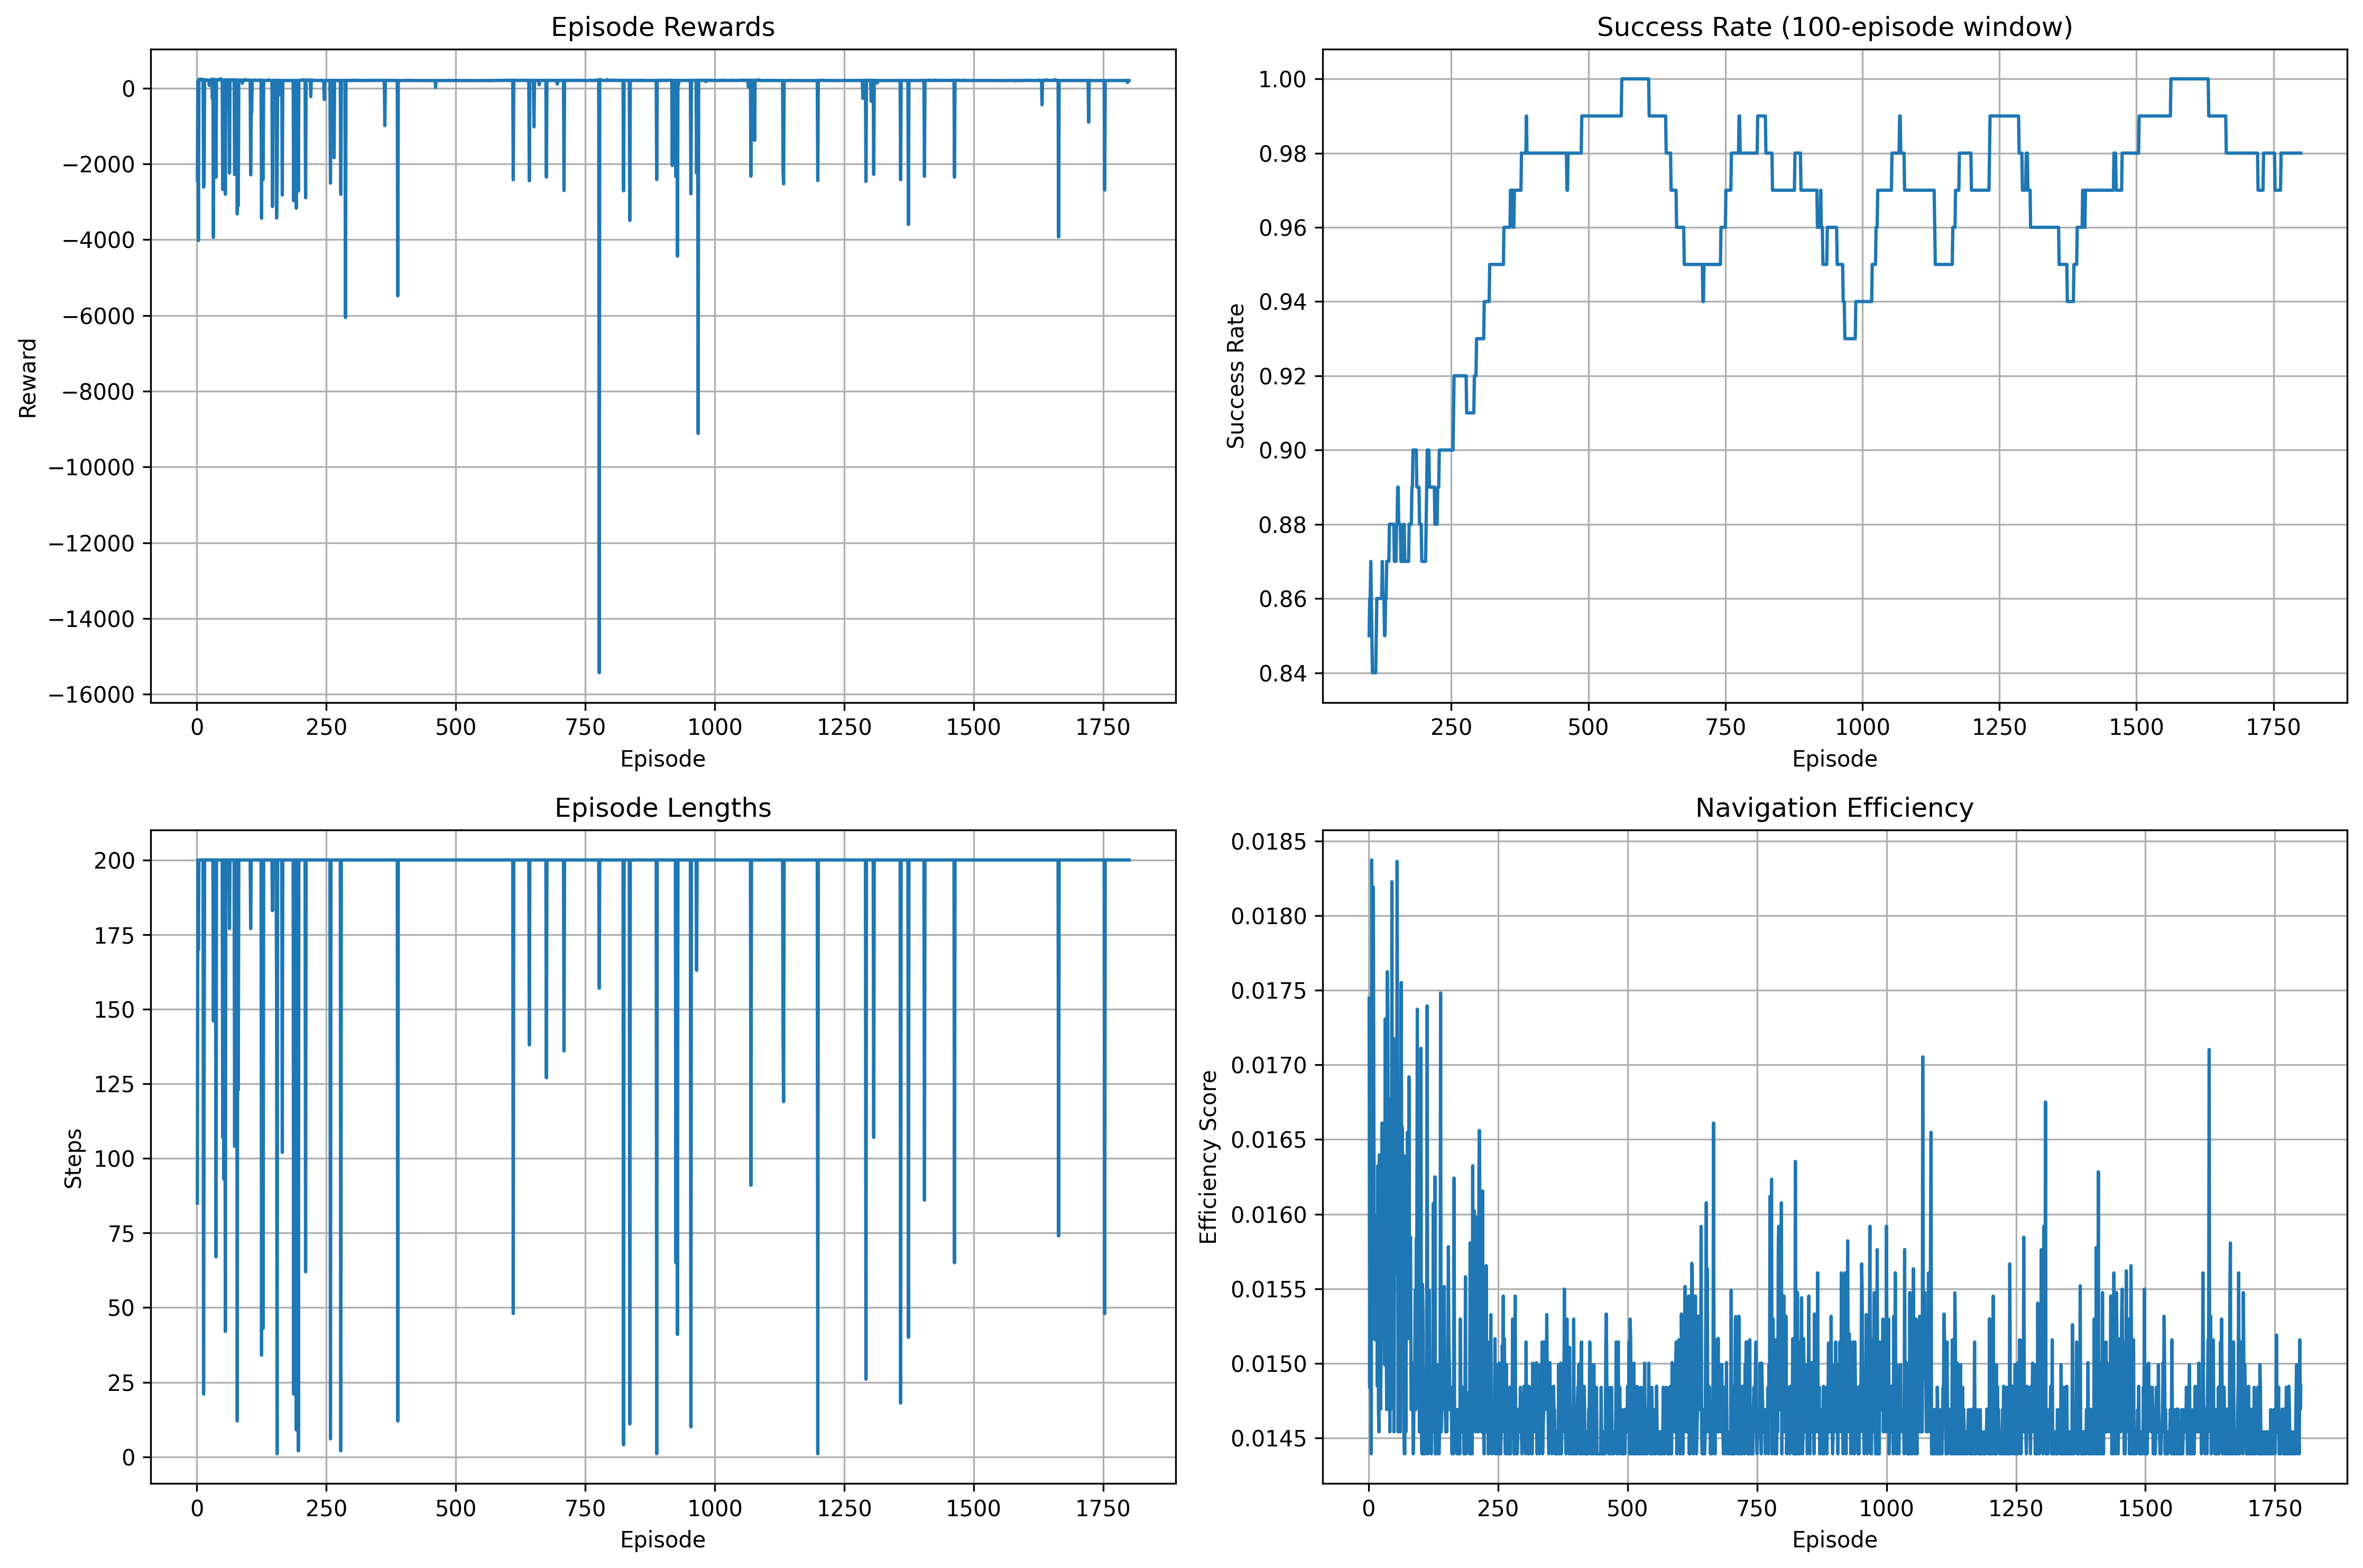 Episode Rewards
Reward
0
−2000
−4000
−6000
−8000
−10000
−12000
−14000
−16000
0 250 500 750 1000 1250 1500 1750
Episode
Success Rate (100-episode window)
Success Rate
1.00
0.98
0.96
0.94
0.92
0.90
0.88
0.86
0.84
250 500 750 1000 1250 1500 1750
Episode
Episode Lengths
Steps
200
175
150
125
100
75
50
25
0
0 250 500 750 1000 1250 1500 1750
Episode
Navigation Efficiency
Efficiency Score
0.0185
0.0180
0.0175
0.0170
0.0165
0.0160
0.0155
0.0150
0.0145
0 250 500 750 1000 1250 1500 1750
Episode